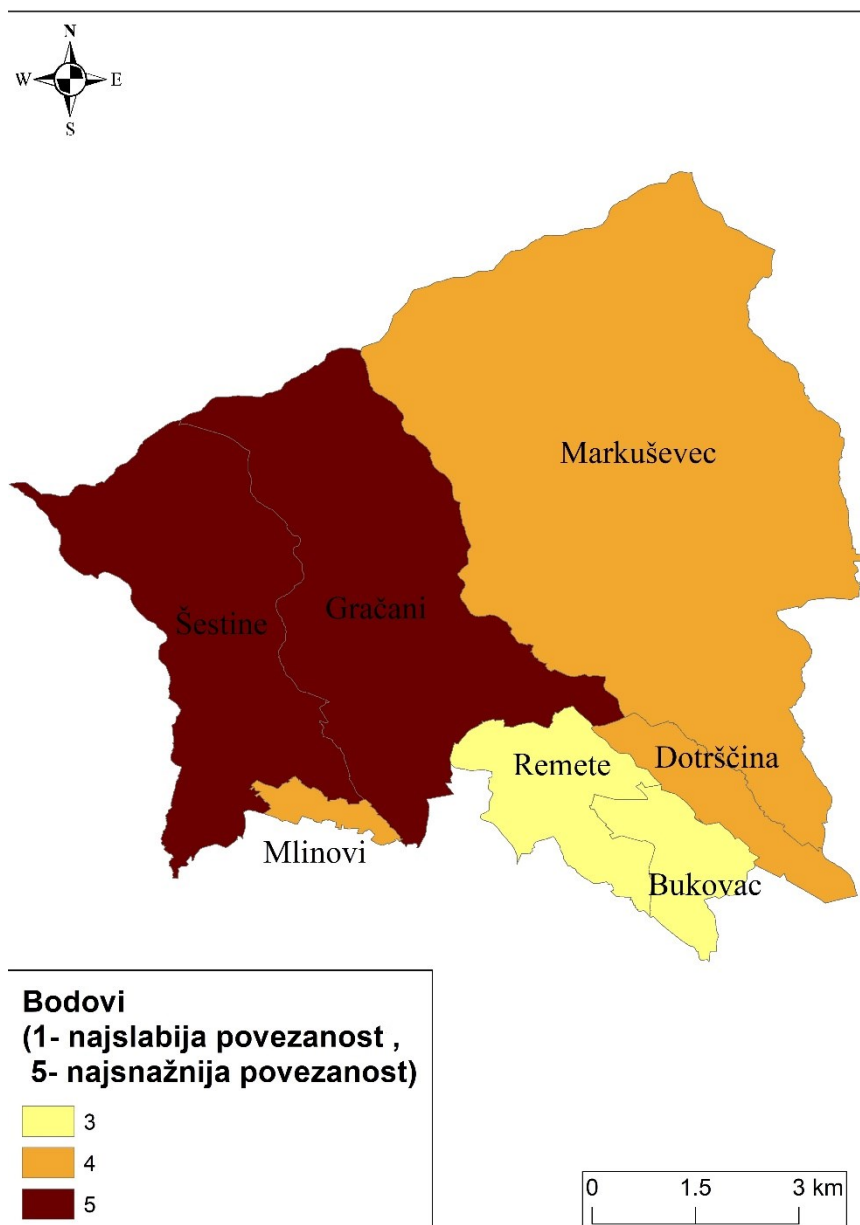 N
W E
S
Markuševec
Šestine
Gračani
Remete
Dotrščina
Mlinovi
Bukovac
Bodovi
(1- najslabija povezanost ,
5- najsnažnija povezanost)
3
4
5
0 1.5 3 km